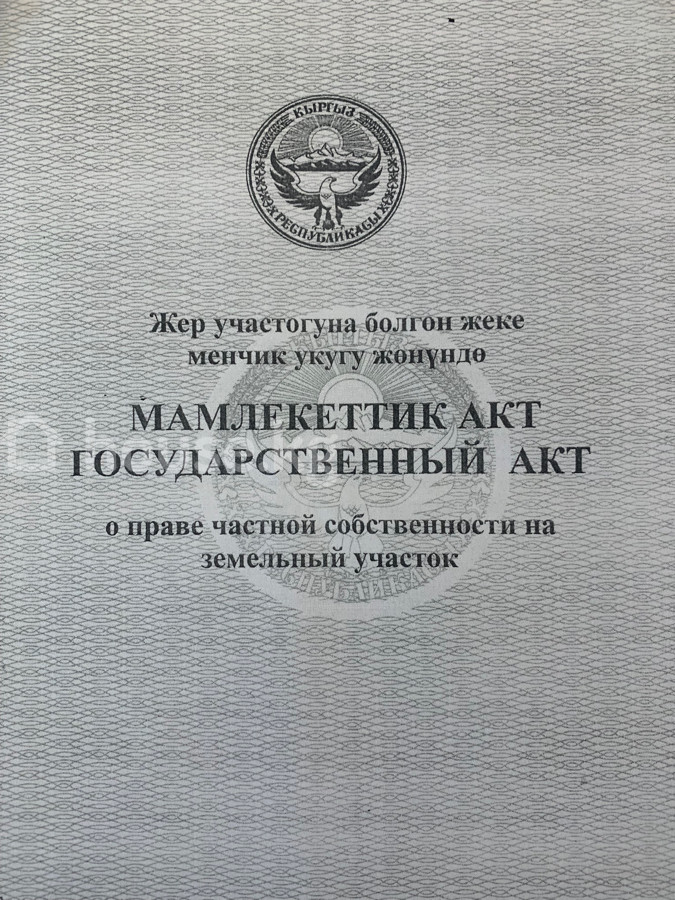 КЫРГЫЗ
РЕСПУБЛИКАСЫ
Жер участогуна болгон жеке
менчик укугу жөнүндө
МАМЛЕКЕТТИК АКТ
ГОСУДАРСТВЕННЫЙ АКТ
о праве частной собственности на
земельный участок